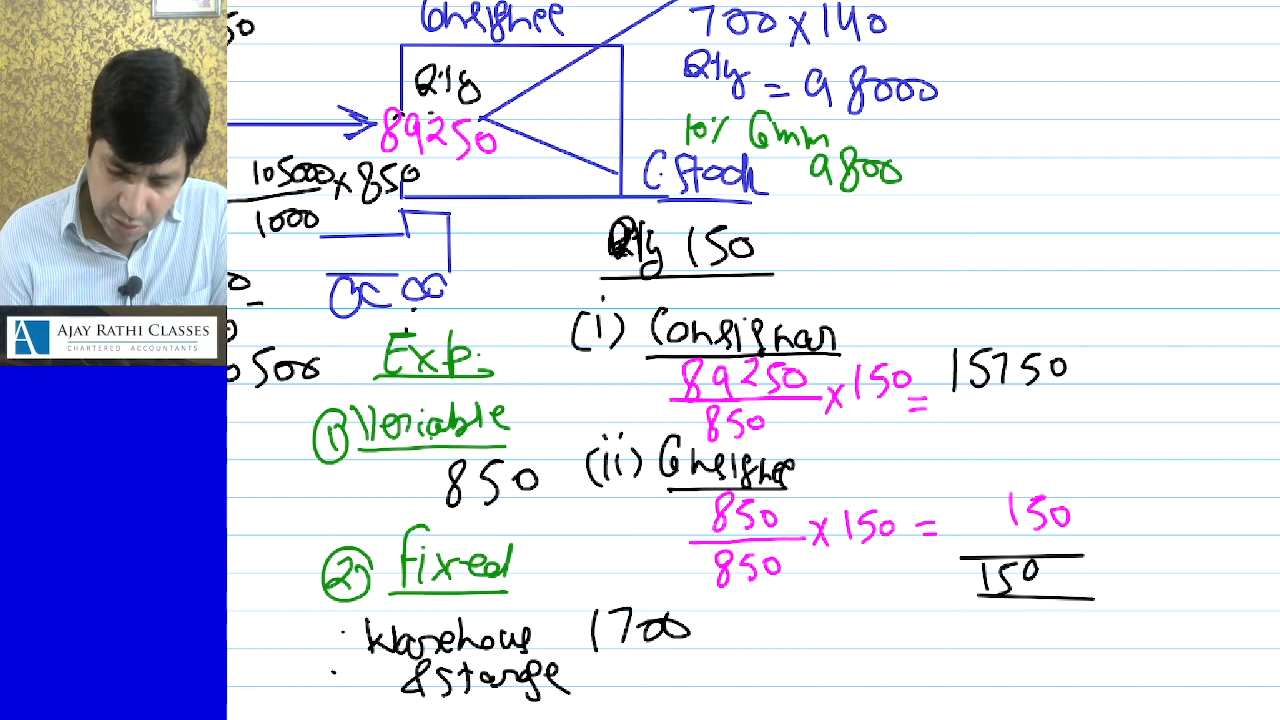 50
Consignee
700 x 140
Qty
Qty = 98000
89250
10% Comm
9800
105000 x 850
1000
C. Stock
Qty 150
AJAY RATHI CLASSES
CHARTERED ACCOUNTANTS
Exp.
(i) Consignor
89250 x 150 = 15750
850
① Variable
850
(ii) Consignee
850 x 150 = 150
850
150
② Fixed
· Warehous 1700
· & Storage